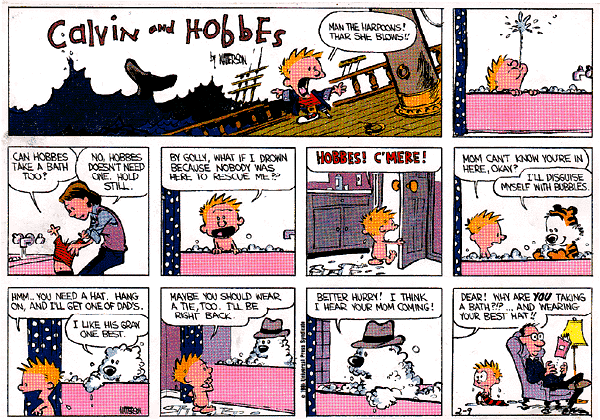 Calvin and HobbEs
by WATTERSON
MAN THE HARPOONS!
THAR SHE BLOWS!!
CAN HOBBES
TAKE A BATH
TOO?
NO, HOBBES
DOESN'T NEED
ONE. HOLD
STILL.
BY GOLLY, WHAT IF I DROWN
BECAUSE NOBODY WAS
HERE TO RESCUE ME!?
HOBBES! C'MERE!
MOM CAN'T KNOW YOU'RE IN
HERE, OKAY?
I'LL DISGUISE
MYSELF WITH BUBBLES.
HMM... YOU NEED A HAT. HANG
ON, AND I'LL GET ONE OF DAD'S.
I LIKE HIS GRAY
ONE BEST.
WATTERSON
MAYBE YOU SHOULD WEAR
A TIE, TOO. I'LL BE
RIGHT BACK.
BETTER HURRY! I THINK
I HEAR YOUR MOM COMING!
Universal Press Syndicate
DEAR! WHY ARE YOU TAKING
A BATH?!? ...AND WEARING
YOUR BEST HAT!
2-9